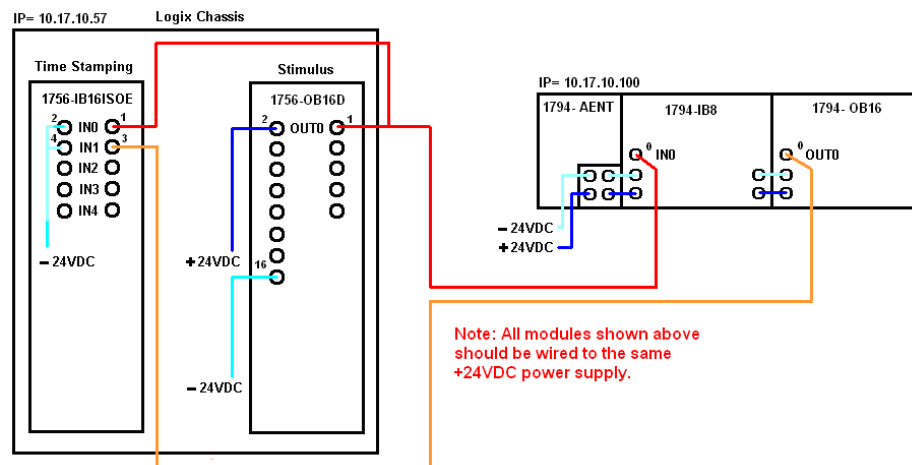 IP= 10.17.10.57
Logix Chassis
Time Stamping
Stimulus
1756-IB16ISOE
2 IN0 1
4 IN1 3
IN2
IN3
IN4
– 24VDC
1756-OB16D
2 OUT0 1
+24VDC
16
– 24VDC
IP= 10.17.10.100
1794- AENT
1794-IB8
1794- OB16
0 IN0
0 OUT0
– 24VDC
+24VDC
Note: All modules shown above
should be wired to the same
+24VDC power supply.